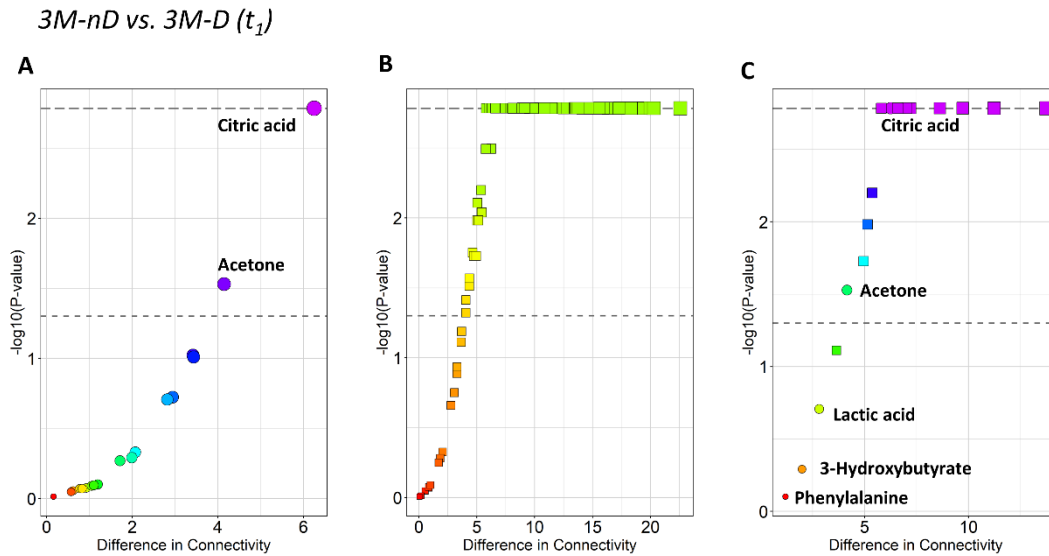 3M-nD vs. 3M-D (t1)
A
B
C
Citric acid
Acetone
-log10(P-value)
2
1
0
0
2
4
6
Difference in Connectivity
-log10(P-value)
2
1
0
0
5
10
15
20
Difference in Connectivity
Citric acid
Acetone
Lactic acid
3-Hydroxybutyrate
Phenylalanine
-log10(P-value)
2
1
0
5
10
Difference in Connectivity